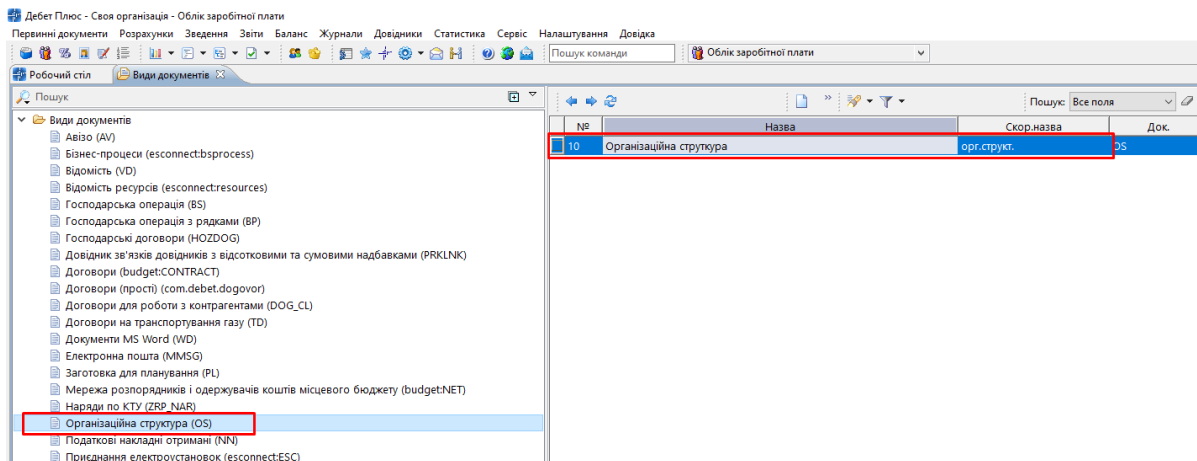 Дебет Плюс - Своя організація - Облік заробітної плати
Первинні документи Розрахунки Зведення Звіти Баланс Журнали Довідники Статистика Сервіс Налаштування Довідка
Пошук команди Облік заробітної плати
Робочий стіл Види документів
Пошук Пошук: Все поля
№ Назва Скор.назва Док.
10 Організаційна струткура орг.структ. OS
Види документів
Авізо (AV)
Бізнес-процеси (esconnect:bsprocess)
Відомість (VD)
Відомість ресурсів (esconnect:resources)
Господарська операція (BS)
Господарська операція з рядками (BP)
Господарські договори (HOZDOG)
Довідник зв'язків довідників з відсотковими та сумовими надбавками (PRKLNK)
Договори (budget:CONTRACT)
Договори (прості) (com.debet.dogovor)
Договори для роботи з контрагентами (DOG_CL)
Договори на транспортування газу (TD)
Документи MS Word (WD)
Електронна пошта (MMSG)
Заготовка для планування (PL)
Мережа розпорядників і одержувачів коштів місцевого бюджету (budget:NET)
Наряди по КТУ (ZRP_NAR)
Організаційна структура (OS)
Податкові накладні отримані (NN)
Приєднання електроустановок (esconnect:ESC)